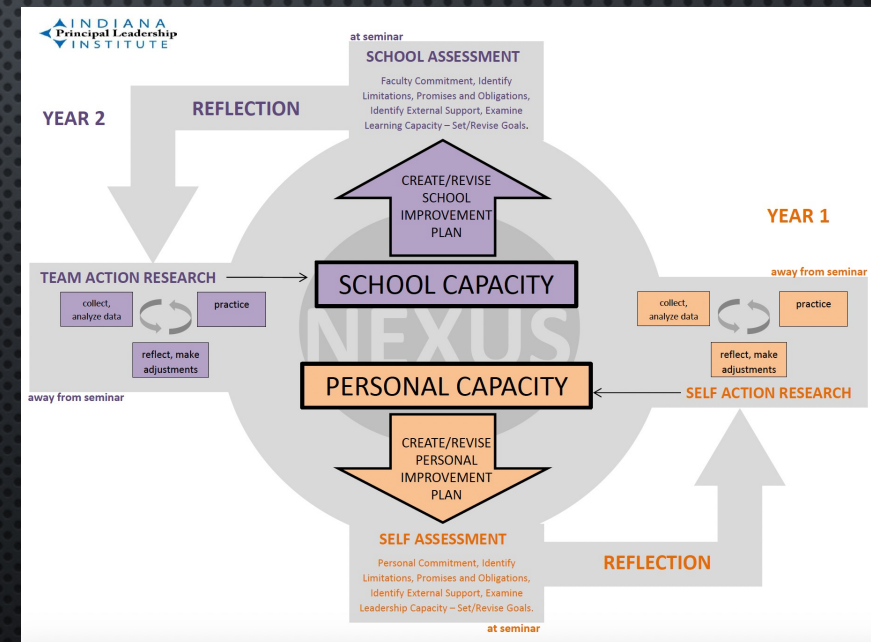 INDIANA
Principal Leadership
INSTITUTE
at seminar
SCHOOL ASSESSMENT
Faculty Commitment, Identify
Limitations, Promises and Obligations,
Identify External Support, Examine
Learning Capacity – Set/Revise Goals.
YEAR 2
REFLECTION
CREATE/REVISE
SCHOOL
IMPROVEMENT
PLAN
YEAR 1
TEAM ACTION RESEARCH
collect,
analyze data
practice
reflect, make
adjustments
away from seminar
SCHOOL CAPACITY
NEXUS
PERSONAL CAPACITY
away from seminar
collect,
analyze data
practice
reflect, make
adjustments
SELF ACTION RESEARCH
CREATE/REVISE
PERSONAL
IMPROVEMENT
PLAN
SELF ASSESSMENT
Personal Commitment, Identify
Limitations, Promises and Obligations,
Identify External Support, Examine
Leadership Capacity – Set/Revise Goals.
at seminar
REFLECTION